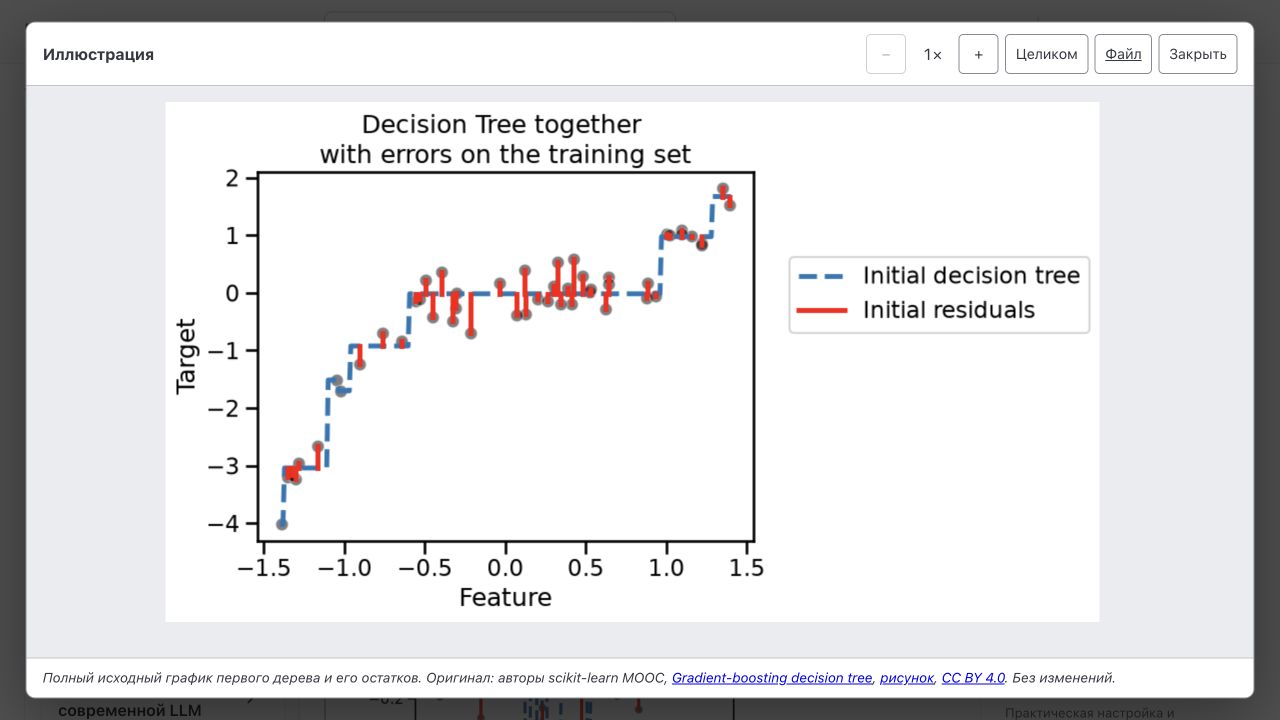 Иллюстрация
−
1×
+
Целиком
Файл
Закрыть
Decision Tree together
with errors on the training set
2
1
0
−1
−2
−3
−4
Target
−1.5
−1.0
−0.5
0.0
0.5
1.0
1.5
Feature
Initial decision tree
Initial residuals
Полный исходный график первого дерева и его остатков. Оригинал: авторы scikit-learn MOOC, Gradient-boosting decision tree, рисунок, CC BY 4.0. Без изменений.
современной LLM
−0.2
Практическая настройка и